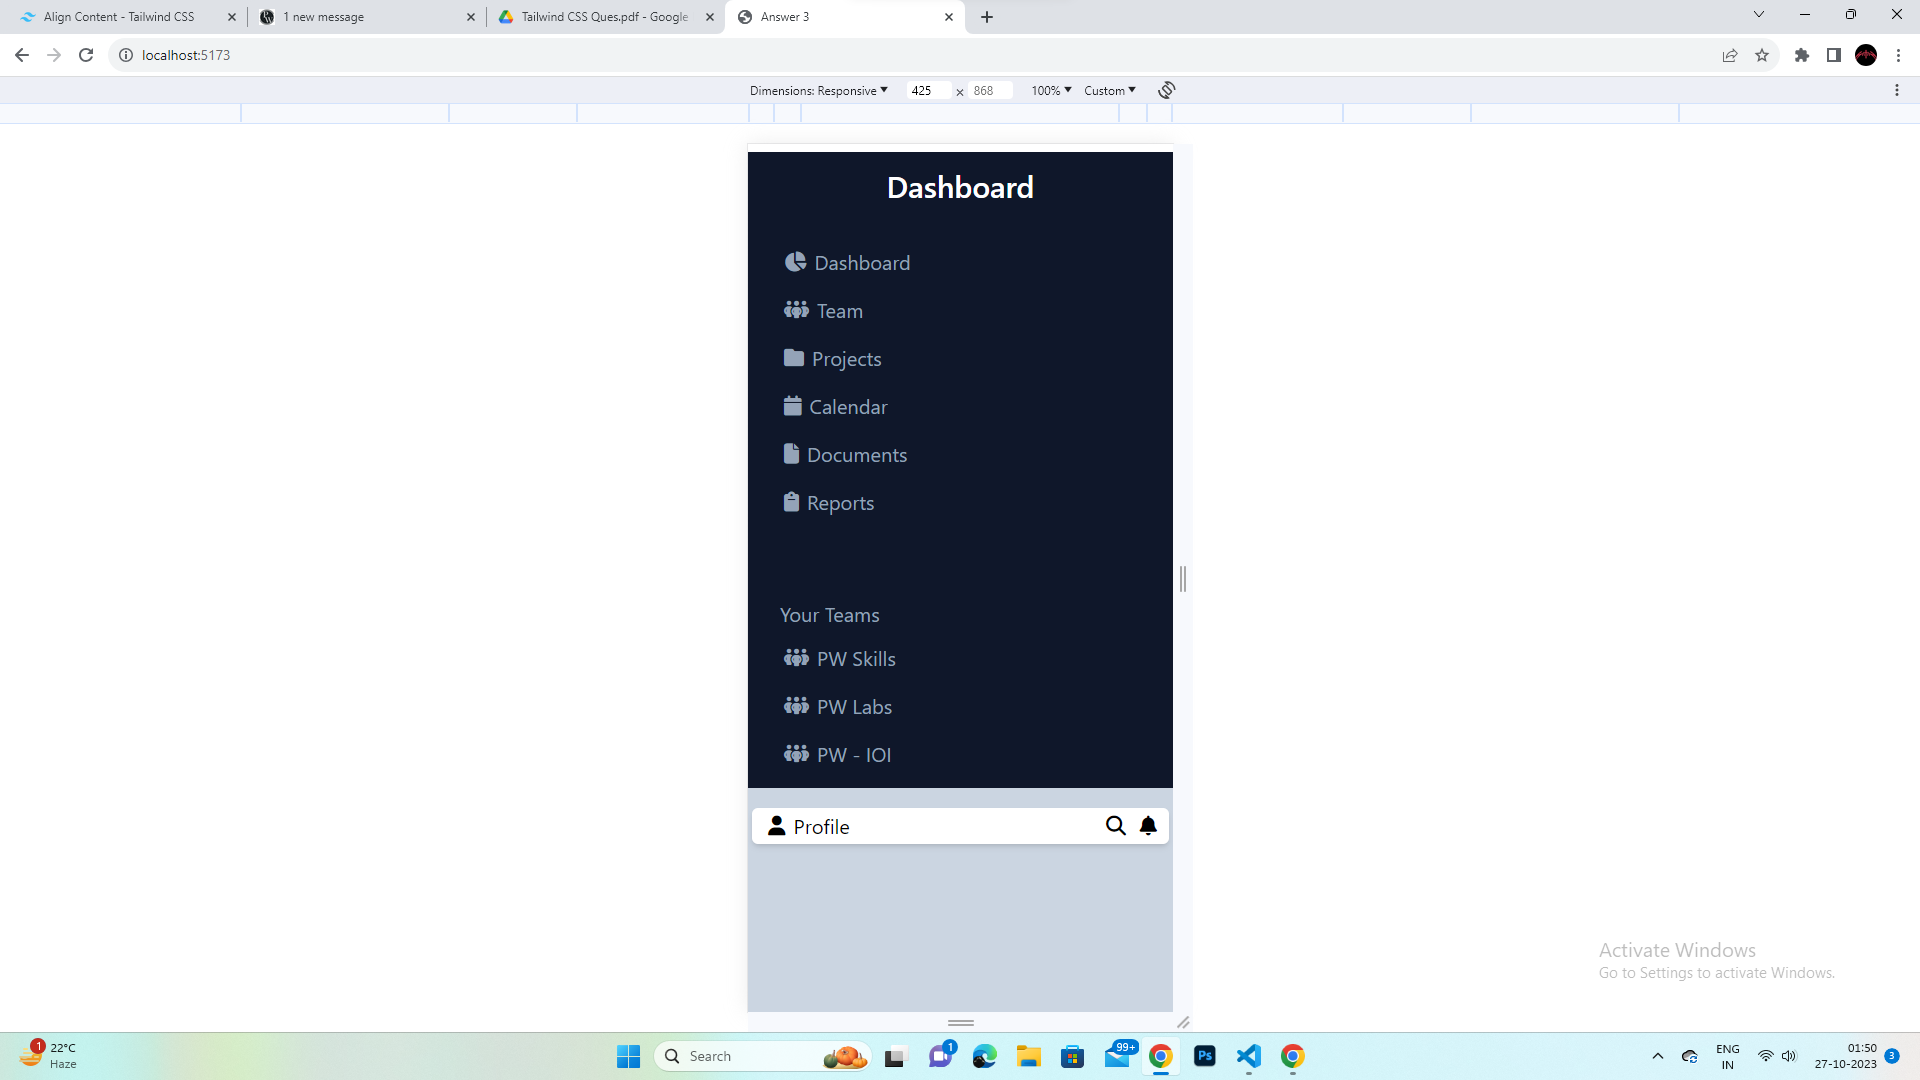 Align Content - Tailwind CSS
1 new message
Tailwind CSS Ques.pdf - Google
Answer 3
localhost:5173
Dimensions: Responsive
425 × 868
100%
Custom
Dashboard
Dashboard
Team
Projects
Calendar
Documents
Reports
Your Teams
PW Skills
PW Labs
PW - IOI
Profile
Activate Windows
Go to Settings to activate Windows.
1
22°C
Haze
Search
1
99+
Ps
ENG
IN
01:50
27-10-2023
3